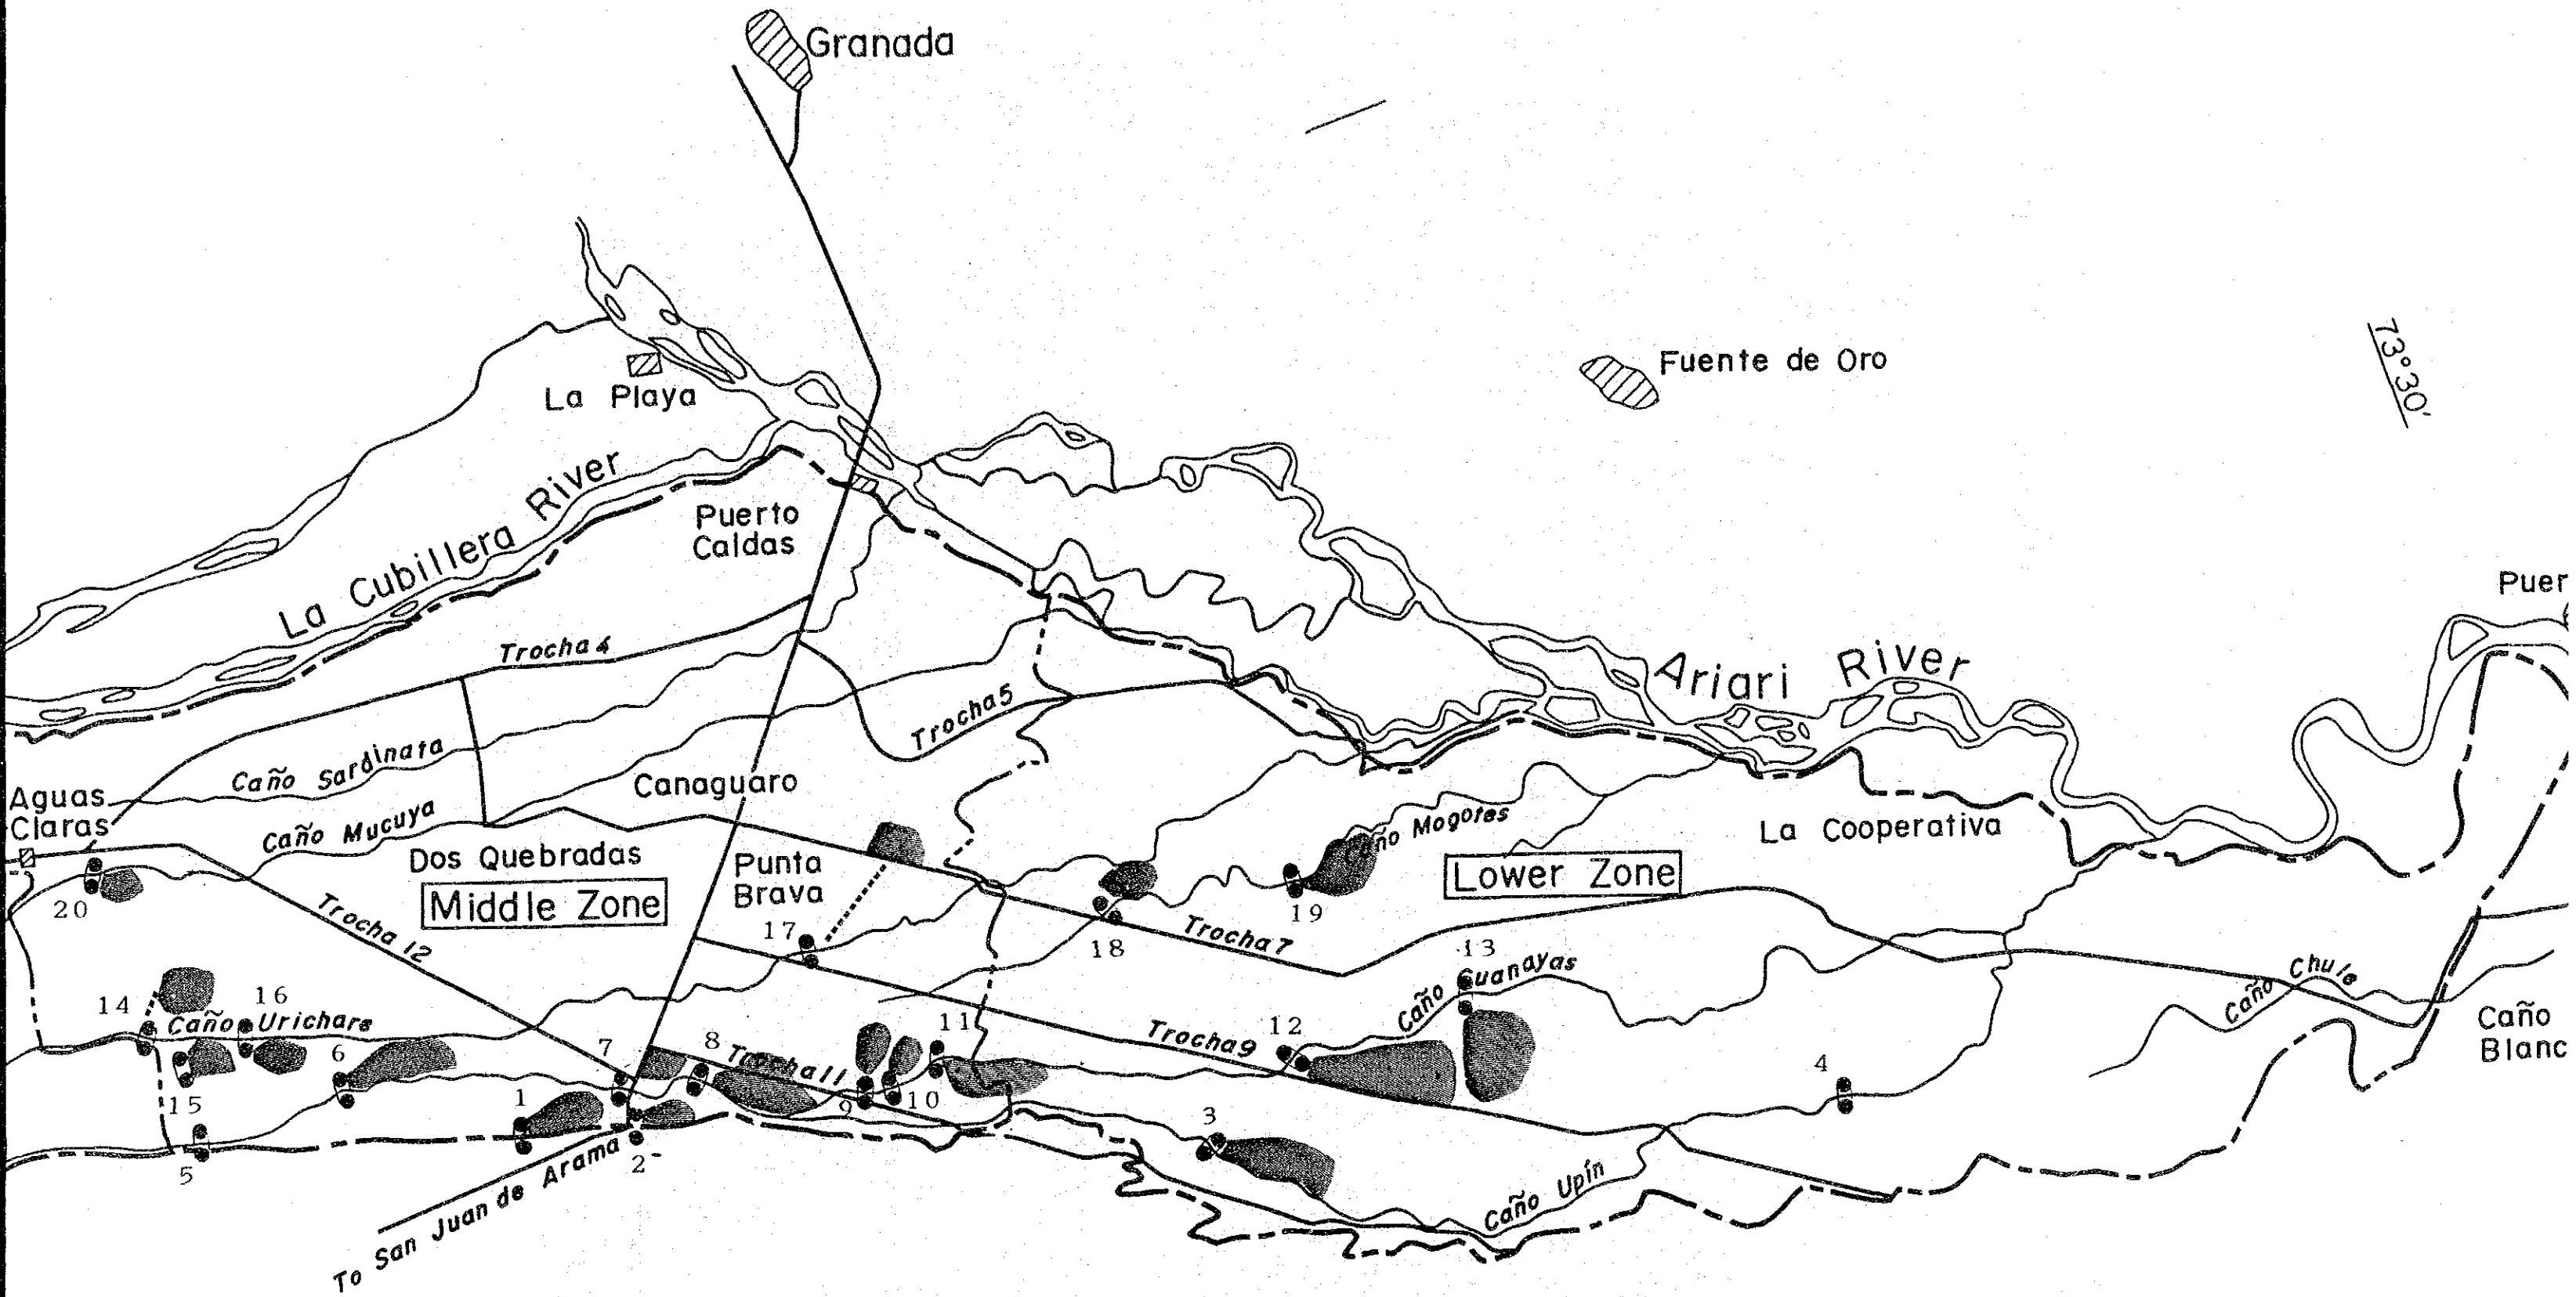 Granada
Fuente de Oro
73°30'
La Playa
La Cubillera River
Puerto
Caldas
Puer
Trocha 4
Trocha 5
Ariari River
Caño Sardinata
Canaguaro
Aguas
Claras
Caño Mucuya
Dos Quebradas
Middle Zone
Punta
Brava
Caño Mogotes
La Cooperativa
Lower Zone
20
Trocha 12
17
18
19
Trocha 7
13
Caño Guanayas
Caño Chule
Caño
Blanc
14
16
Caño Urichare
6
7
8
Trocha 11
11
Trocha 9
12
4
15
1
9
10
3
5
2
To San Juan de Arama
Caño Upín